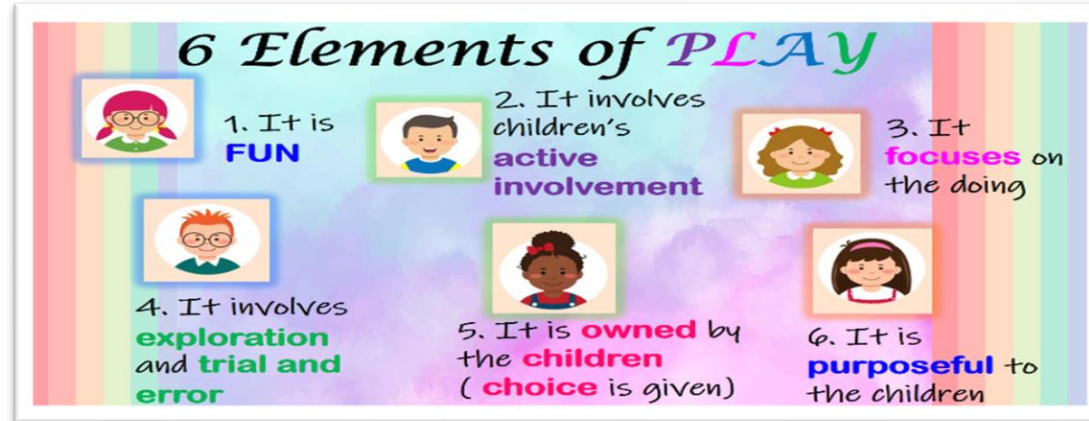 6 Elements of PLAY
1. It is
FUN
2. It involves
children's
active
involvement
3. It
focuses on
the doing
4. It involves
exploration
and trial and
error
5. It is owned by
the children
( choice is given)
6. It is
purposeful to
the children